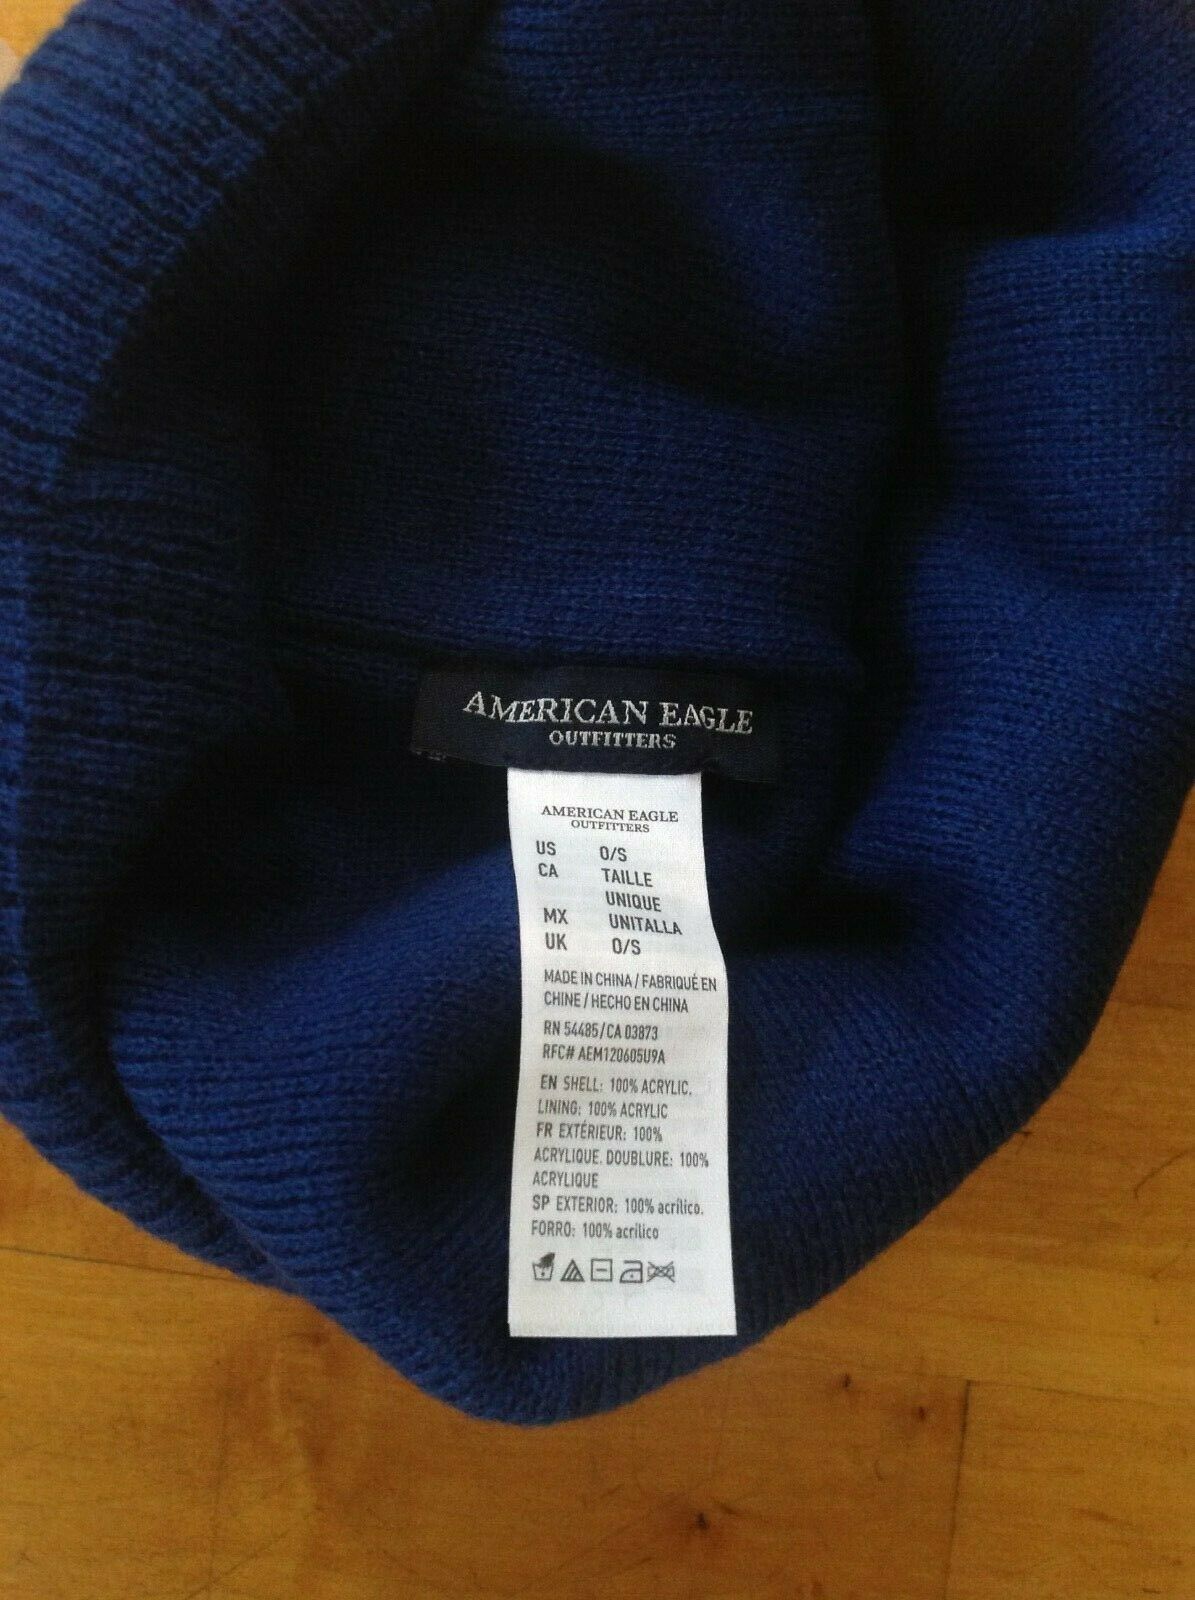 AMERICAN EAGLE
OUTFITTERS
AMERICAN EAGLE
OUTFITTERS
US O/S
CA TAILLE
UNIQUE
MX UNITALLA
UK O/S
MADE IN CHINA / FABRIQUÉ EN
CHINE / HECHO EN CHINA
RN 54485 / CA 03873
RFC# AEM120605U9A
EN SHELL: 100% ACRYLIC.
LINING: 100% ACRYLIC
FR EXTÉRIEUR: 100%
ACRYLIQUE. DOUBLURE: 100%
ACRYLIQUE
SP EXTERIOR: 100% acrílico.
FORRO: 100% acrílico